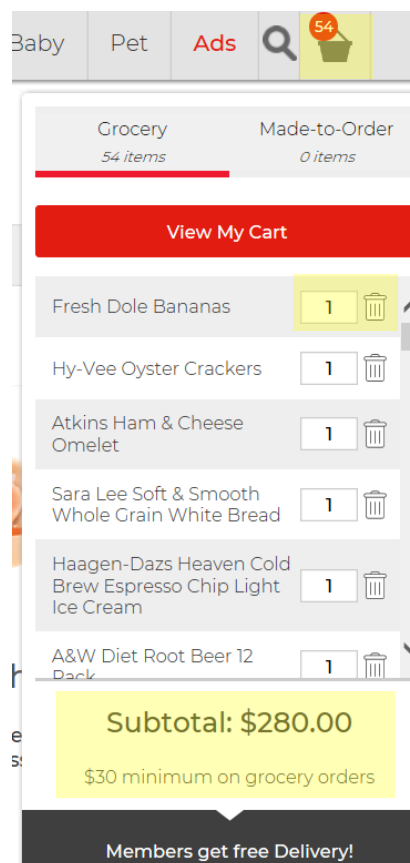 Baby Pet Ads 54
Grocery Made-to-Order
54 items 0 items
View My Cart
Fresh Dole Bananas 1
Hy-Vee Oyster Crackers 1
Atkins Ham & Cheese
Omelet 1
Sara Lee Soft & Smooth
Whole Grain White Bread 1
Haagen-Dazs Heaven Cold
Brew Espresso Chip Light
Ice Cream 1
A&W Diet Root Beer 12
Pack 1
Subtotal: $280.00
$30 minimum on grocery orders
Members get free Delivery!